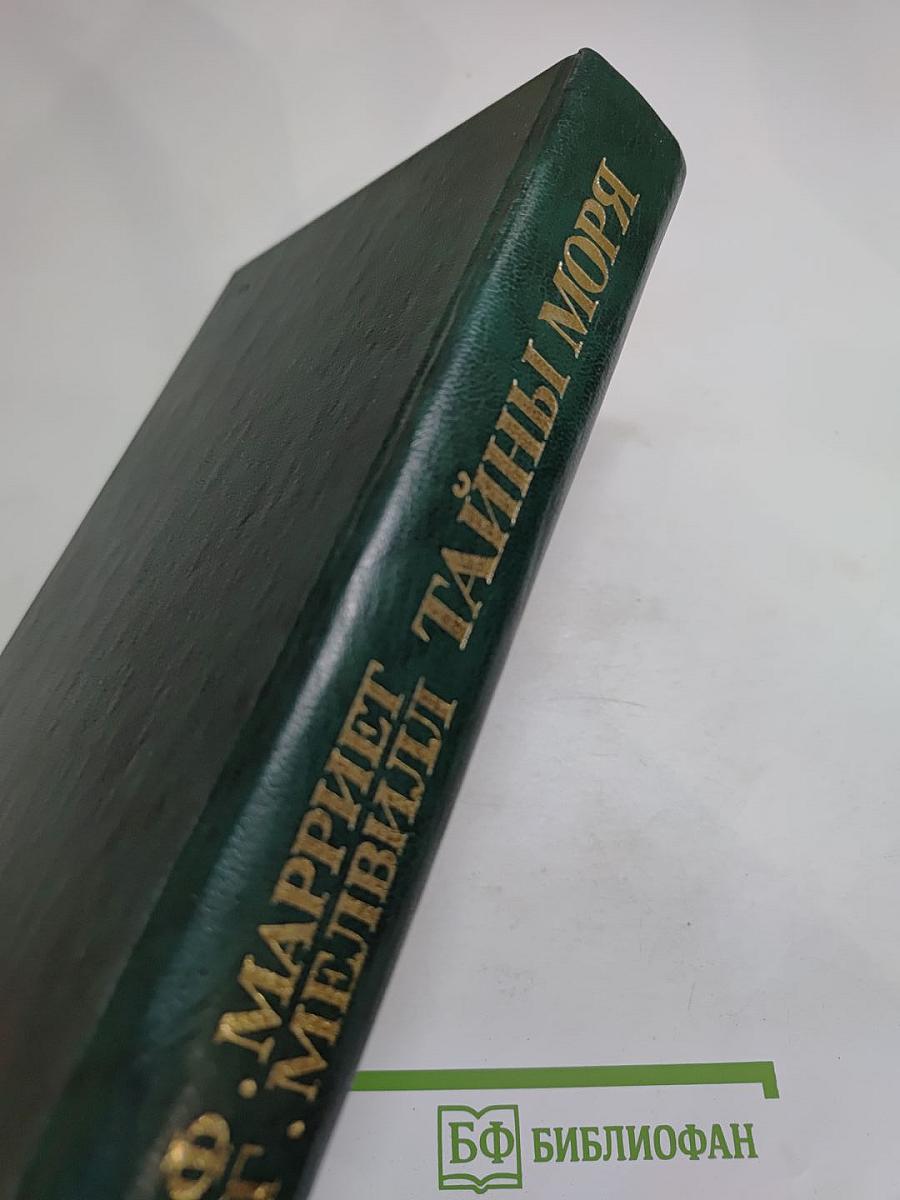 Ф. МАРРИЕТ
Г. МЕЛВИЛЛ
ТАЙНЫ МОРЯ
БФ БИБЛИОФАН